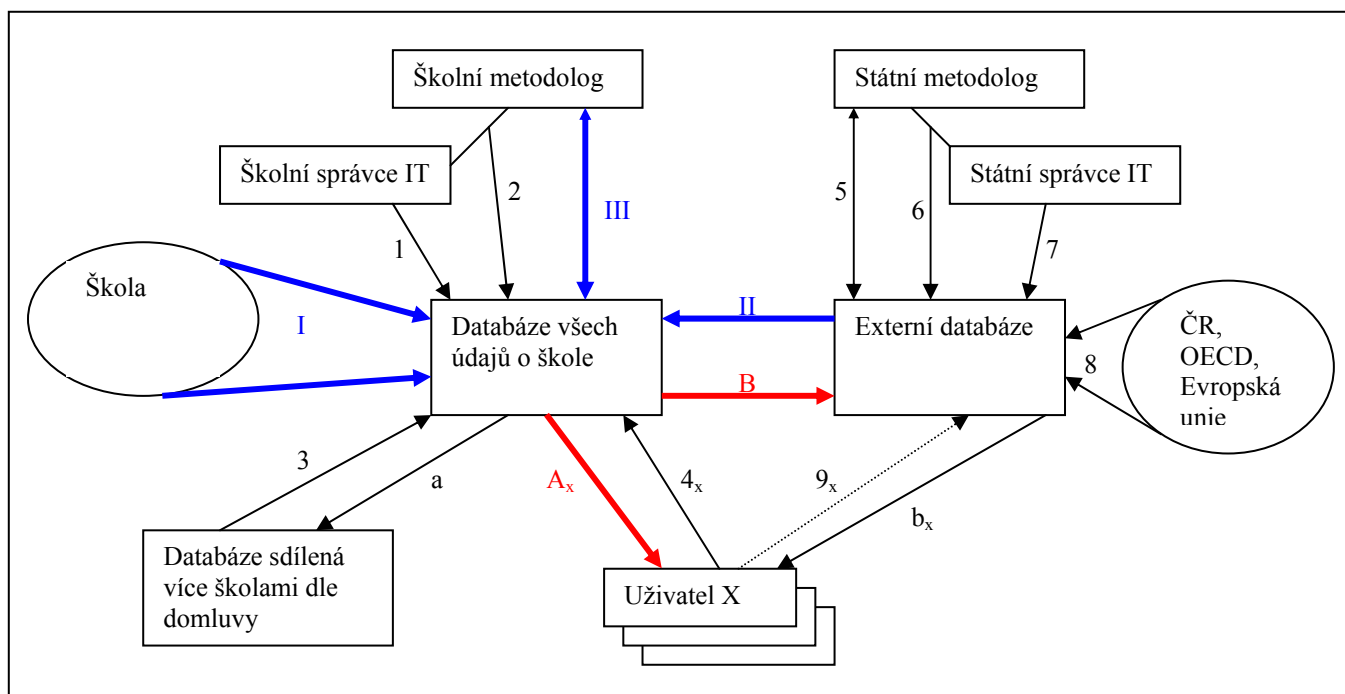 Školní metodolog
Státní metodolog
Školní správce IT
Státní správce IT
2
III
5
6
7
1
Škola
I
Databáze všech
údajů o škole
II
B
Externí databáze
8
ČR,
OECD,
Evropská
unie
3
a
Aₓ
4ₓ
9ₓ
bₓ
Databáze sdílená
více školami dle
domluvy
Uživatel X